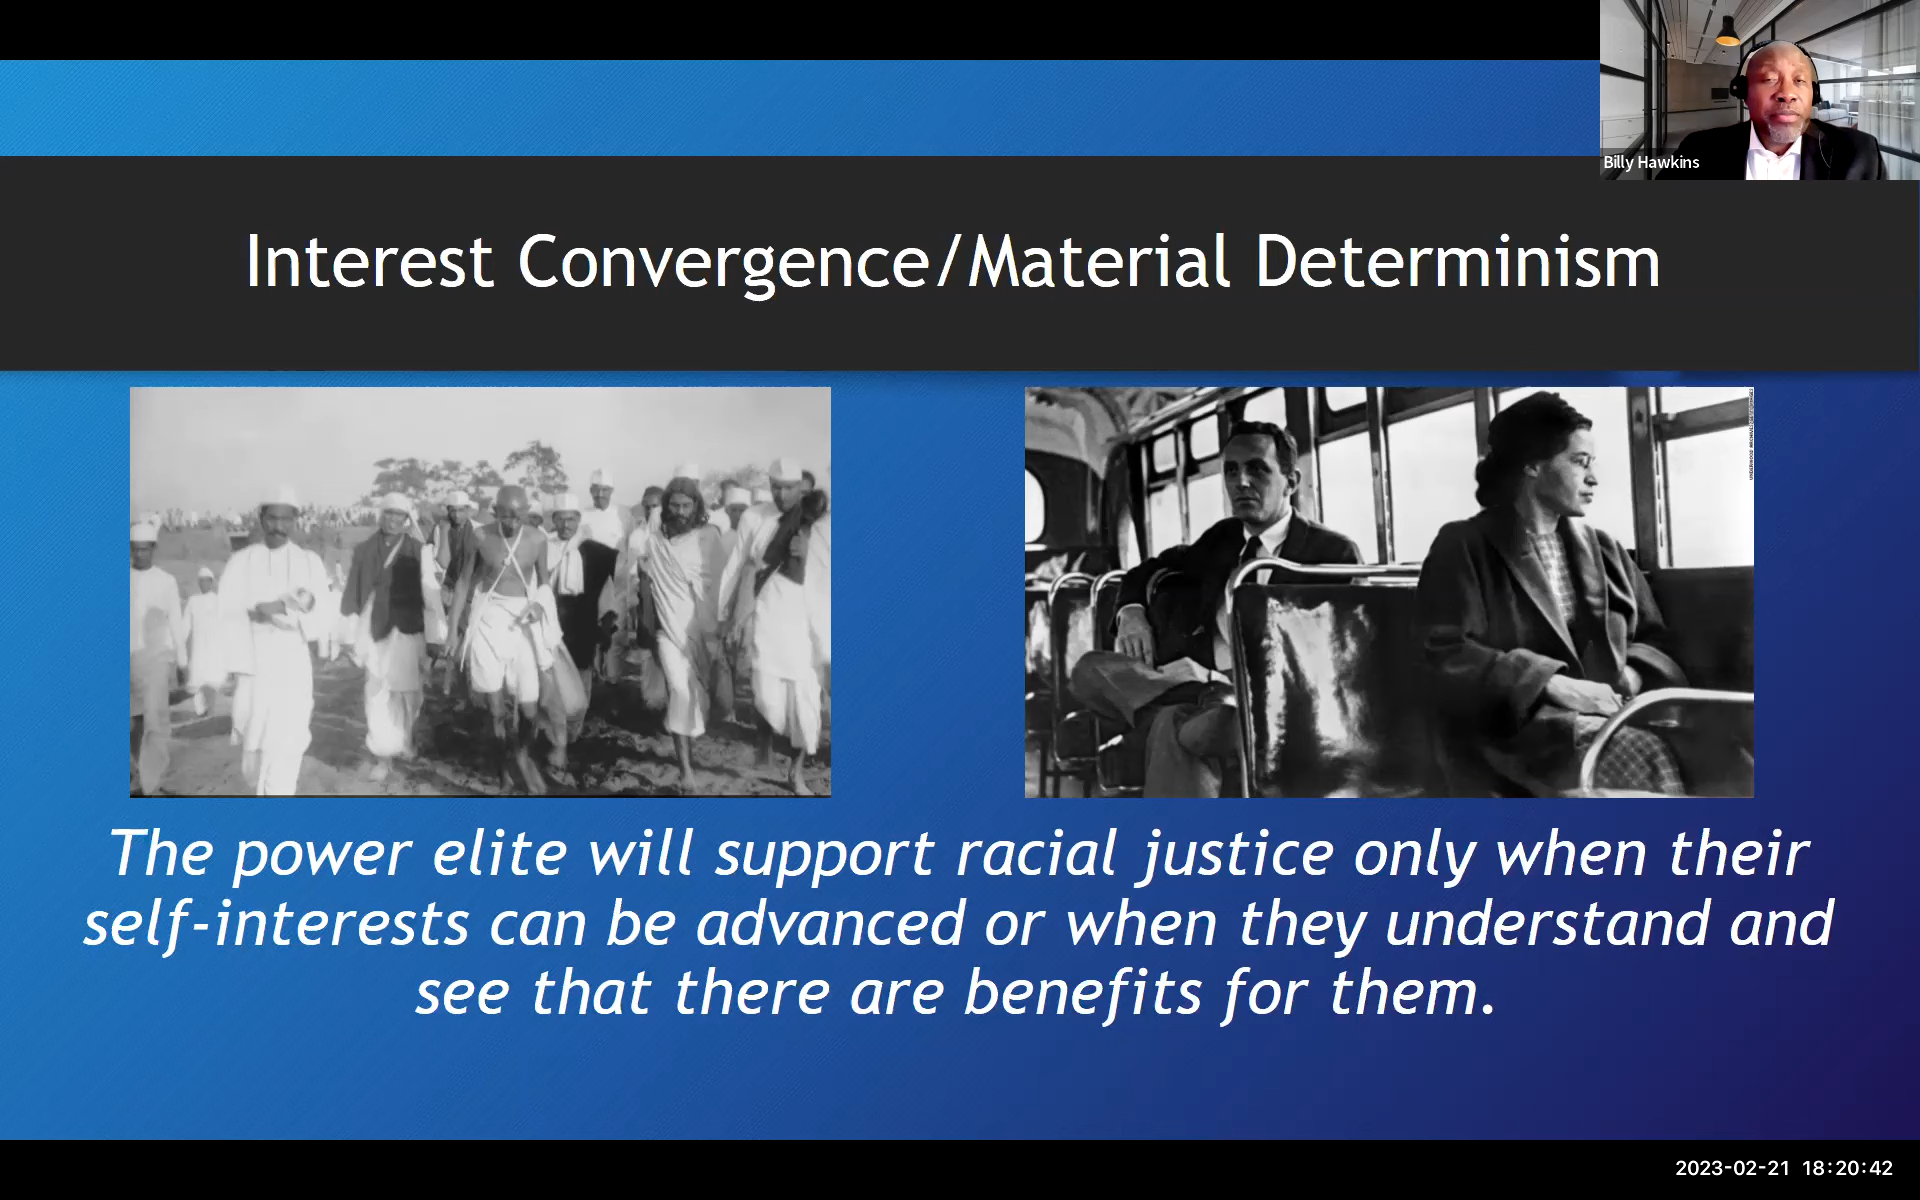 Billy Hawkins
Interest Convergence/Material Determinism
The power elite will support racial justice only when their
self-interests can be advanced or when they understand and
see that there are benefits for them.
2023-02-21 18:20:42